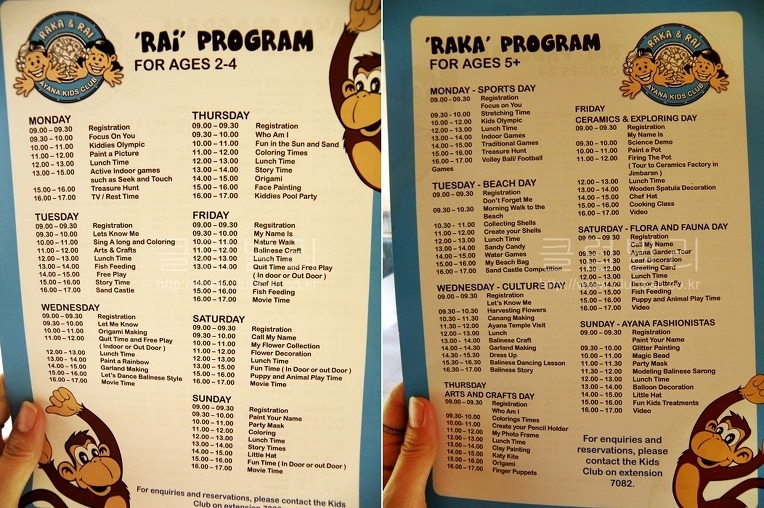 RAKA & RAI
AYANA KIDS CLUB
'RAI' PROGRAM
FOR AGES 2-4
MONDAY
09.00 – 09.30 Registration
09.30 – 10.00 Focus On You
10.00 – 11.00 Kiddies Olympic
11.00 – 12.00 Paint a Picture
12.00 – 13.00 Lunch Time
13.00 – 15.00 Active Indoor games
such as Seek and Touch
15.00 – 16.00 Treasure Hunt
16.00 – 17.00 TV / Rest Time
TUESDAY
09.00 – 09.30 Registration
09.30 – 10.00 Lets Know Me
10.00 – 11.00 Sing A long and Coloring
11.00 – 12.00 Arts & Crafts
12.00 – 13.00 Lunch Time
13.00 – 14.00 Fish Feeding
14.00 – 15.00 Free Play
15.00 – 16.00 Story Time
16.00 – 17.00 Sand Castle
WEDNESDAY
09.00 – 09.30 Registration
09.30 – 10.00 Let Me Know
10.00 – 11.00 Origami Making
11.00 – 12.00 Quit Time and Free Play
( Indoor or Out Door )
12.00 – 13.00 Lunch Time
13.00 – 14.00 Paint a Rainbow
14.00 – 15.00 Garland Making
15.00 – 16.00 Let's Dance Balinese Style
16.00 – 17.00 Movie Time
THURSDAY
09.00 – 09.30 Registration
09.30 – 10.00 Who Am I
10.00 – 11.00 Fun in the Sun and Sand
11.00 – 12.00 Coloring Times
12.00 – 13.00 Lunch Time
13.00 – 14.00 Story Time
14.00 – 15.00 Origami
15.00 – 16.00 Face Painting
16.00 – 17.00 Kiddies Pool Party
FRIDAY
09.00 – 09.30 Regsitration
09.30 – 10.00 My Name Is
10.00 – 11.00 Nature Walk
11.00 – 12.00 Balinese Craft
12.00 – 13.00 Lunch Time
13.00 – 14.00 Quit Time and Free Play
( In door or Out Door )
14.00 – 15.00 Chef Hat
15.00 – 16.00 Fish Feeding
16.00 – 17.00 Movie Time
SATURDAY
09.00 – 09.30 Registration
09.30 – 10.00 Call My Name
10.00 – 11.00 My Flower Collection
11.00 – 12.00 Flower Decoration
12.00 – 13.00 Lunch Time
13.00 – 15.00 Fun Time ( In Door or out Door )
15.00 – 16.00 Puppy and Animal Play Time
16.00 – 17.00 Movie Time
SUNDAY
09.00 – 09.30 Registration
09.30 – 10.00 Paint Your Name
10.00 – 11.00 Party Mask
11.00 – 12.00 Coloring
12.00 – 13.00 Lunch Time
13.00 – 14.00 Story Time
14.00 – 15.00 Little Hat
15.00 – 16.00 Fun Time ( In Door or out Door )
16.00 – 17.00 Movie Time
For enquiries and reservations, please contact the Kids
Club on extension
'RAKA' PROGRAM
FOR AGES 5+
RAKA & RAI
AYANA KIDS CLUB
MONDAY - SPORTS DAY
09.00 – 09.30 Registration
Focus on You
09.30 – 10.00 Stretching Time
10.00 – 12.00 Kids Olympic
12.00 – 13.00 Lunch Time
13.00 – 14.00 Indoor Games
14.00 – 15.00 Traditional Games
15.00 – 16.00 Treasure Hunt
16.00 – 17.00 Volley Ball/ Football
Games
TUESDAY - BEACH DAY
09.00 – 09.30 Registration
Don't Forget Me
09.30 – 10.30 Morning Walk to the
Beach
10.30 – 11.00 Collecting Shells
11.00 – 12.00 Create your Shells
12.00 – 13.00 Lunch Time
13.00 – 14.00 Sandy Candy
14.00 – 15.00 Water Games
15.00 – 16.00 My Beach Bag
16.00 – 17.00 Sand Castle Competition
WEDNESDAY - CULTURE DAY
09.00 – 09.30 Registration
Let's Know Me
09.30 – 10.30 Harvesting Flowers
10.30 – 11.00 Canang Making
11.00 – 12.00 Ayana Temple Visit
12.00 – 13.00 Lunch
13.00 – 14.00 Balinese Craft
14.00 – 14.30 Garland Making
14.30 – 15.30 Dress Up
15.30 – 16.30 Balinese Dancing Lesson
16.30 – 17.00 Balinese Story
THURSDAY
ARTS AND CRAFTS DAY
09.00 – 09.30 Registration
Who Am I
09.30- 10.00 Colorings Times
10.00 – 11.00 Create your Pencil Holder
11.00 – 12.00 My Photo Frame
12.00 – 13.00 Lunch Time
13.00 – 14.00 Clay Painting
14.00 – 15.00 Katy Kite
15.00 – 16.00 Origami
16.00 – 17.00 Finger Puppets
FRIDAY
CERAMICS & EXPLORING DAY
09.00 – 09.30 Registration
My Name Is
09.30- 10.00 Science Demo
10.00 – 11.00 Paint a Pot
11.00 – 12.00 Firing The Pot
( Tour to Ceramics Factory in
Jimbaran )
12.00 – 13.00 Lunch Time
13.00 – 14.00 Wooden Spatula Decoration
14.00 – 15.00 Chef Hat
15.00 – 16.00 Cooking Class
16.00 – 17.00 Video
SATURDAY - FLORA AND FAUNA DAY
09.00 – 09.30 Registration
Call My Name
09.30- 10.00 Ayana Garden Tour
10.00 – 11.00 Leaf Decoration
11.00 – 12.00 Greeting Card
12.00 – 13.00 Lunch Time
13.00 – 14.00 Paper Butterfly
14.00 – 15.00 Fish Feeding
15.00 – 16.00 Puppy and Animal Play Time
16.00 – 17.00 Video
SUNDAY - AYANA FASHIONISTAS
09.00 – 09.30 Registration
Paint Your Name
09.30- 10.00 Glitter Painting
10.00 – 11.00 Magic Bead
11.00 – 11.30 Party Mask
11.30 – 12.00 Modeling Balinese Sarong
12.00 – 13.00 Lunch Time
13.00 – 14.00 Balloon Decoration
14.00 – 15.00 Little Hat
15.00 – 16.00 Fun Kids Treatments
16.00 – 17.00 Video
For enquiries and
reservations, please
contact the Kids
Club on extension
7082.